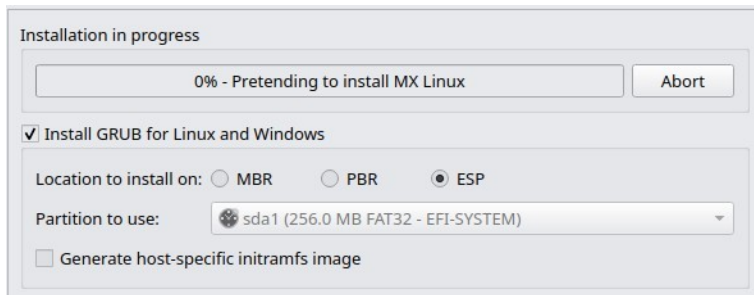 Installation in progress
0% - Pretending to install MX Linux Abort
Install GRUB for Linux and Windows
Location to install on: MBR PBR ESP
Partition to use: sda1 (256.0 MB FAT32 - EFI-SYSTEM)
Generate host-specific initramfs image